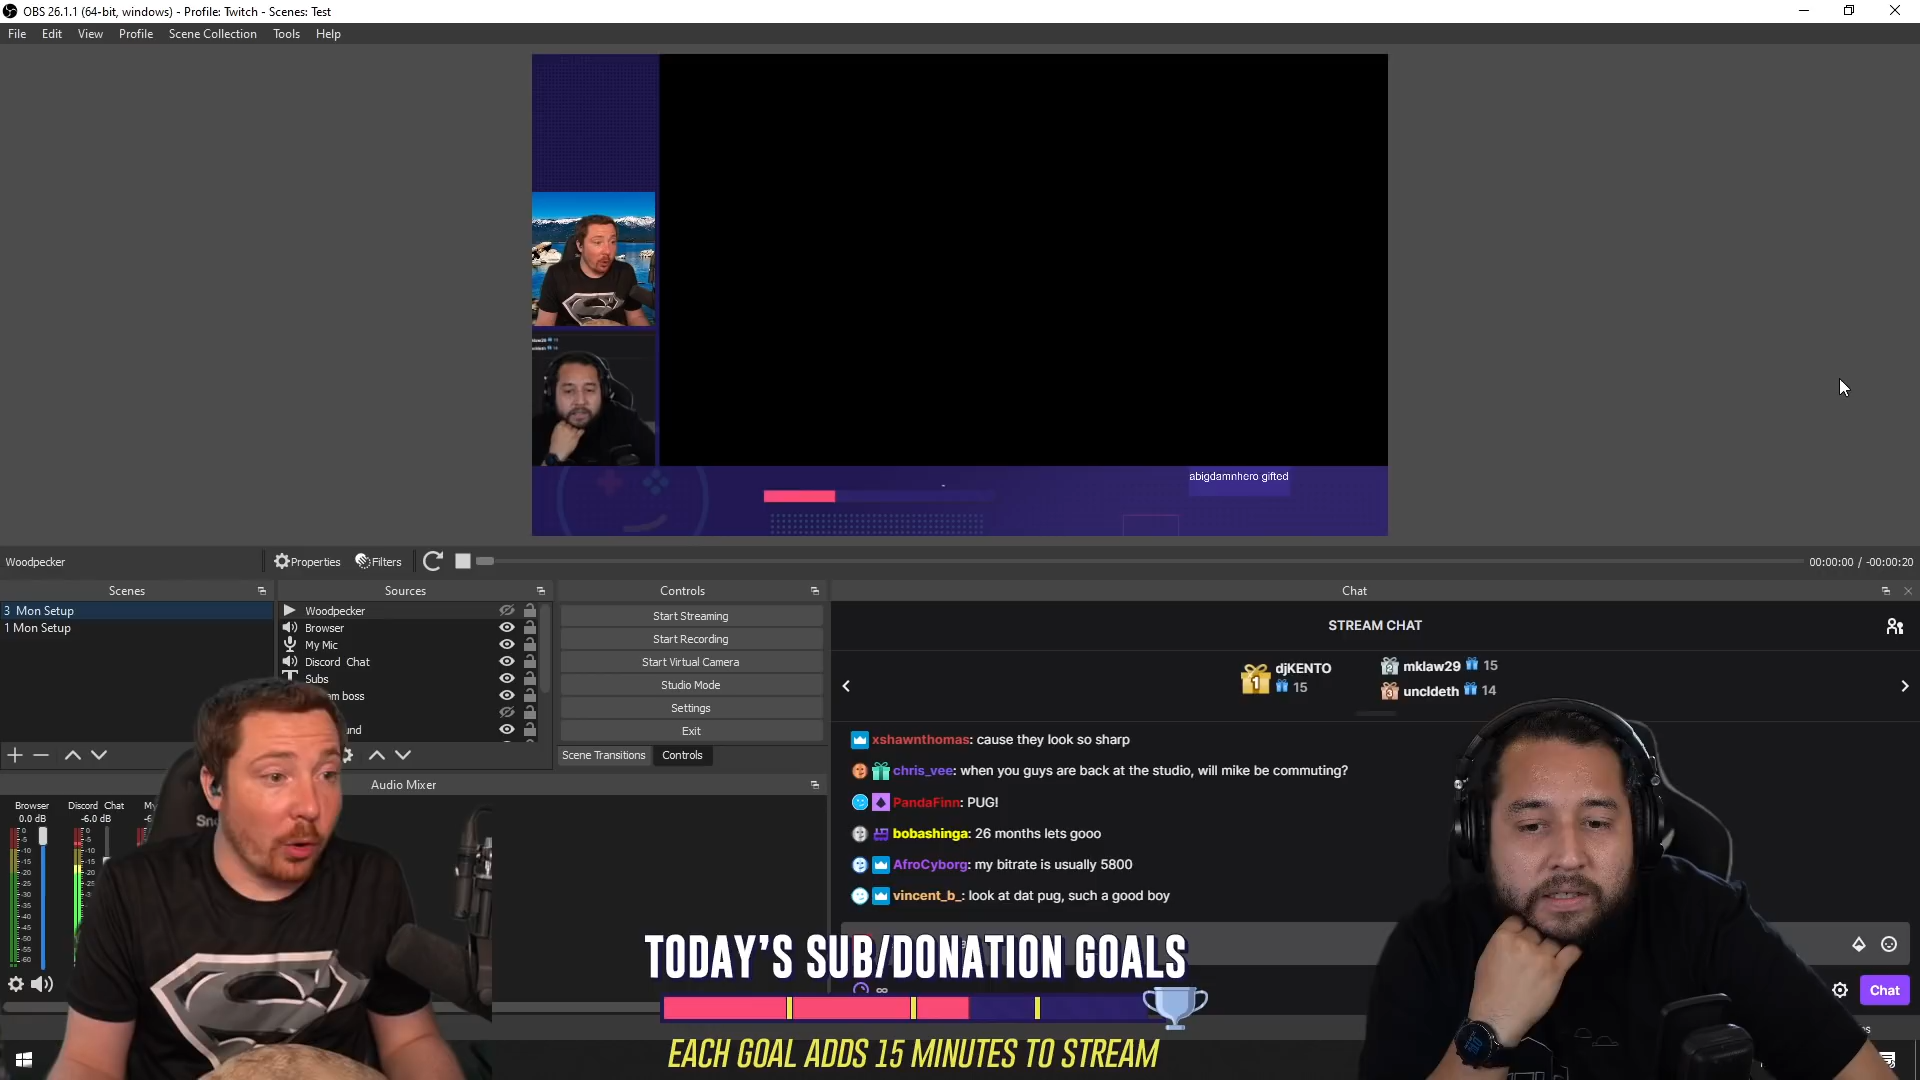 OBS 26.1.1 (64-bit, windows) - Profile: Twitch - Scenes: Test
File Edit View Profile Scene Collection Tools Help
abigdamnhero gifted
Woodpecker
Properties
Filters
00:00:00 / -00:00:20
Scenes
3 Mon Setup
1 Mon Setup
Sources
Woodpecker
Browser
My Mic
Discord Chat
Subs
am boss
und
Controls
Start Streaming
Start Recording
Start Virtual Camera
Studio Mode
Settings
Exit
Scene Transitions
Controls
Audio Mixer
Browser
0.0 dB
Discord Chat
-6.0 dB
Chat
STREAM CHAT
1 djKENTO
15
2 mklaw29 15
3 uncldeth 14
xshawnthomas: cause they look so sharp
chris_vee: when you guys are back at the studio, will mike be commuting?
PandaFinn: PUG!
bobashinga: 26 months lets gooo
AfroCyborg: my bitrate is usually 5800
vincent_b_: look at dat pug, such a good boy
Chat
TODAY'S SUB/DONATION GOALS
EACH GOAL ADDS 15 MINUTES TO STREAM